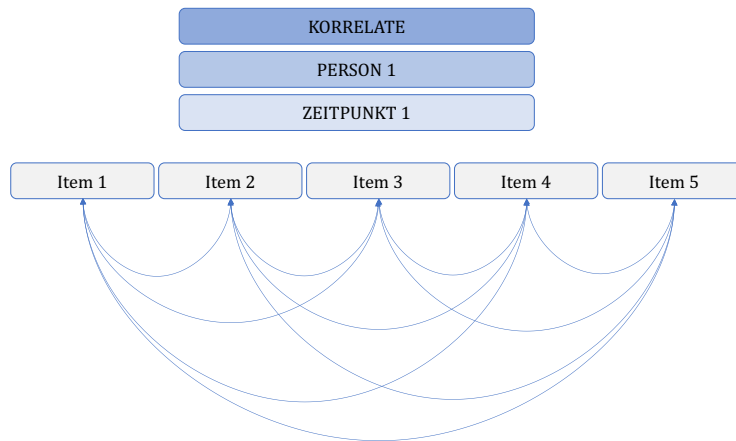 KORRELATE
PERSON 1
ZEITPUNKT 1
Item 1 Item 2 Item 3 Item 4 Item 5